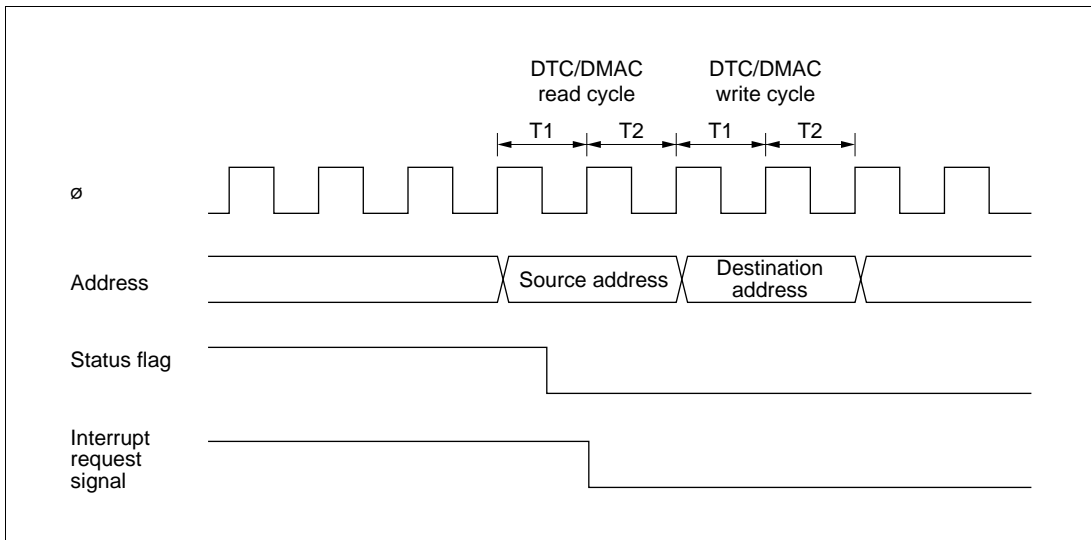 DTC/DMAC
read cycle
DTC/DMAC
write cycle
T1
T2
T1
T2
ø
Address
Source address
Destination
address
Status flag
Interrupt
request
signal